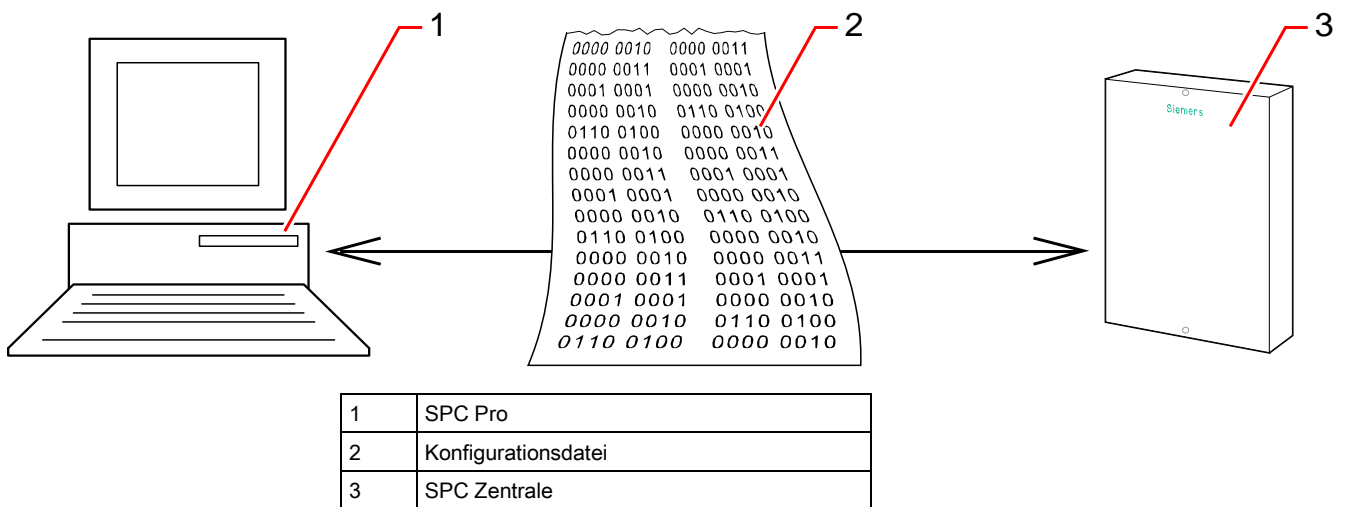 1
2
3
0000 0010 0000 0011
0000 0011 0001 0001
0001 0001 0000 0010
0000 0010 0110 0100
0110 0100 0000 0010
0000 0010 0000 0011
0000 0011 0001 0001
0001 0001 0000 0010
0000 0010 0110 0100
0110 0100 0000 0010
0000 0010 0000 0011
0000 0011 0001 0001
0001 0001 0000 0010
0000 0010 0110 0100
0110 0100 0000 0010
Siemers
1 SPC Pro
2 Konfigurationsdatei
3 SPC Zentrale